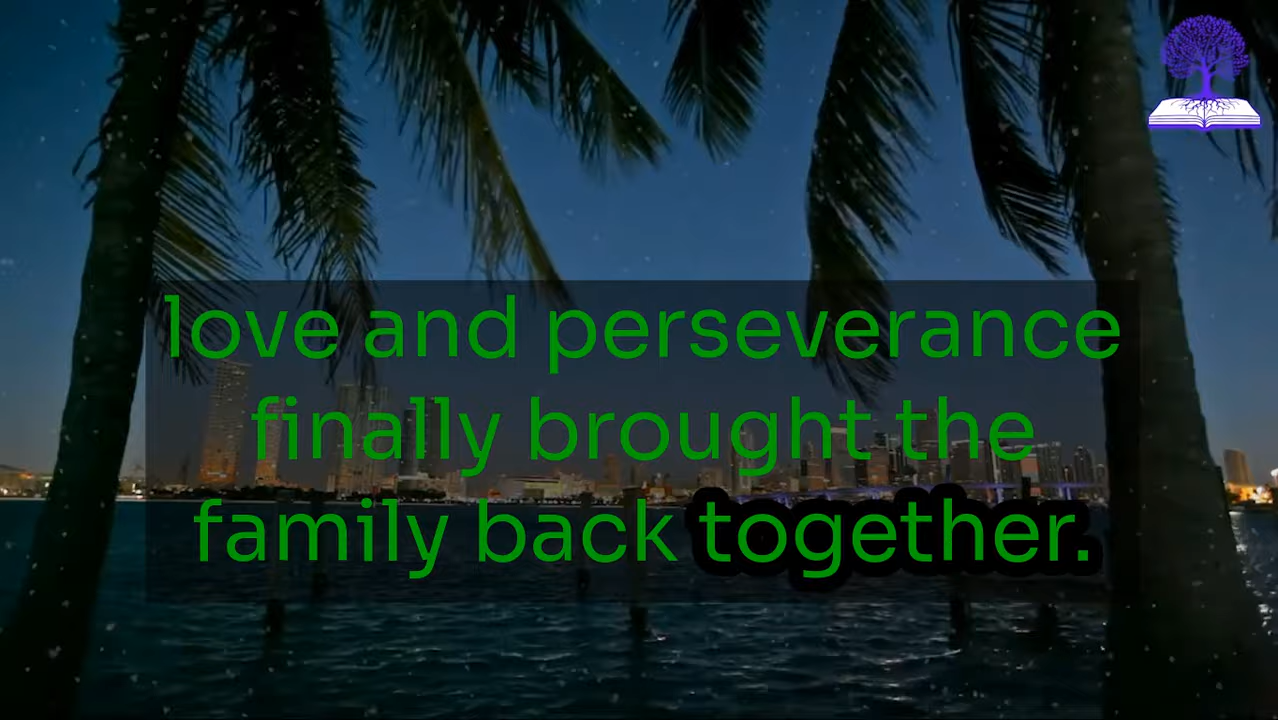 love and perseverance
finally brought the
family back together.